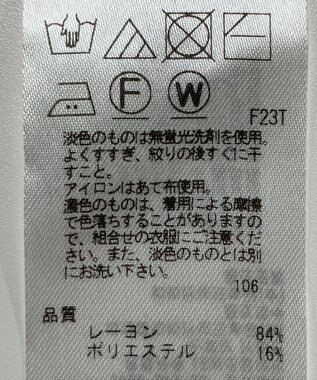 F W
F23T
淡色のものは無蛍光洗剤を使用。
よくすすぎ、絞りの後すぐに干
すこと。
アイロンはあて布使用。
濃色のものは、着用による摩擦
で色落ちすることがありますの
で、組合せの衣服にご注意くだ
さい。また、淡色のものとは別
にお洗い下さい。
106
品質
レーヨン 84%
ポリエステル 16%